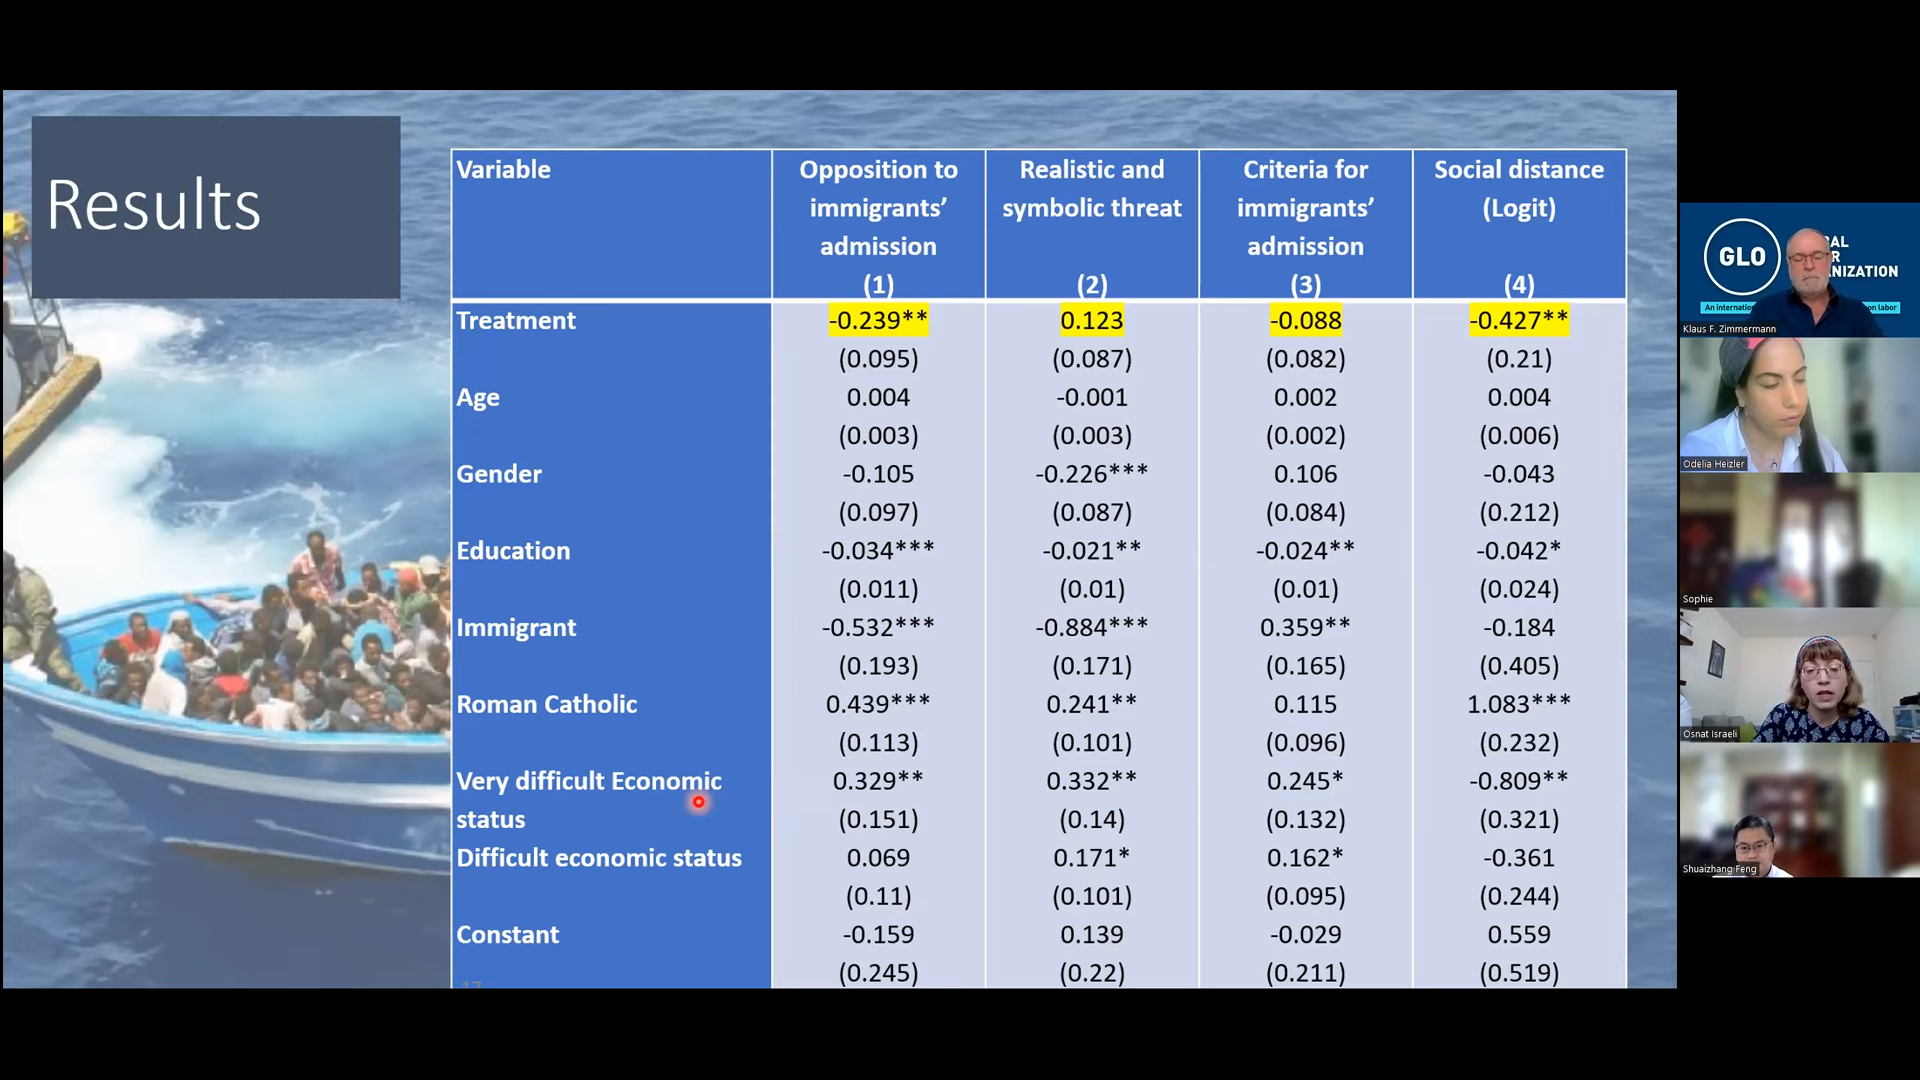 Results
Variable
Opposition to
immigrants'
admission
(1)
Realistic and
symbolic threat
(2)
Criteria for
immigrants'
admission
(3)
Social distance
(Logit)
(4)
Treatment -0.239** 0.123 -0.088 -0.427**
(0.095) (0.087) (0.082) (0.21)
Age 0.004 -0.001 0.002 0.004
(0.003) (0.003) (0.002) (0.006)
Gender -0.105 -0.226*** 0.106 -0.043
(0.097) (0.087) (0.084) (0.212)
Education -0.034*** -0.021** -0.024** -0.042*
(0.011) (0.01) (0.01) (0.024)
Immigrant -0.532*** -0.884*** 0.359** -0.184
(0.193) (0.171) (0.165) (0.405)
Roman Catholic 0.439*** 0.241** 0.115 1.083***
(0.113) (0.101) (0.096) (0.232)
Very difficult Economic 0.329** 0.332** 0.245* -0.809**
status (0.151) (0.14) (0.132) (0.321)
Difficult economic status 0.069 0.171* 0.162* -0.361
(0.11) (0.101) (0.095) (0.244)
Constant -0.159 0.139 -0.029 0.559
(0.245) (0.22) (0.211) (0.519)
GLO
Klaus F. Zimmermann
Odelia Heizler
Sophie
Osnat Israeli
Shuaizhang Feng